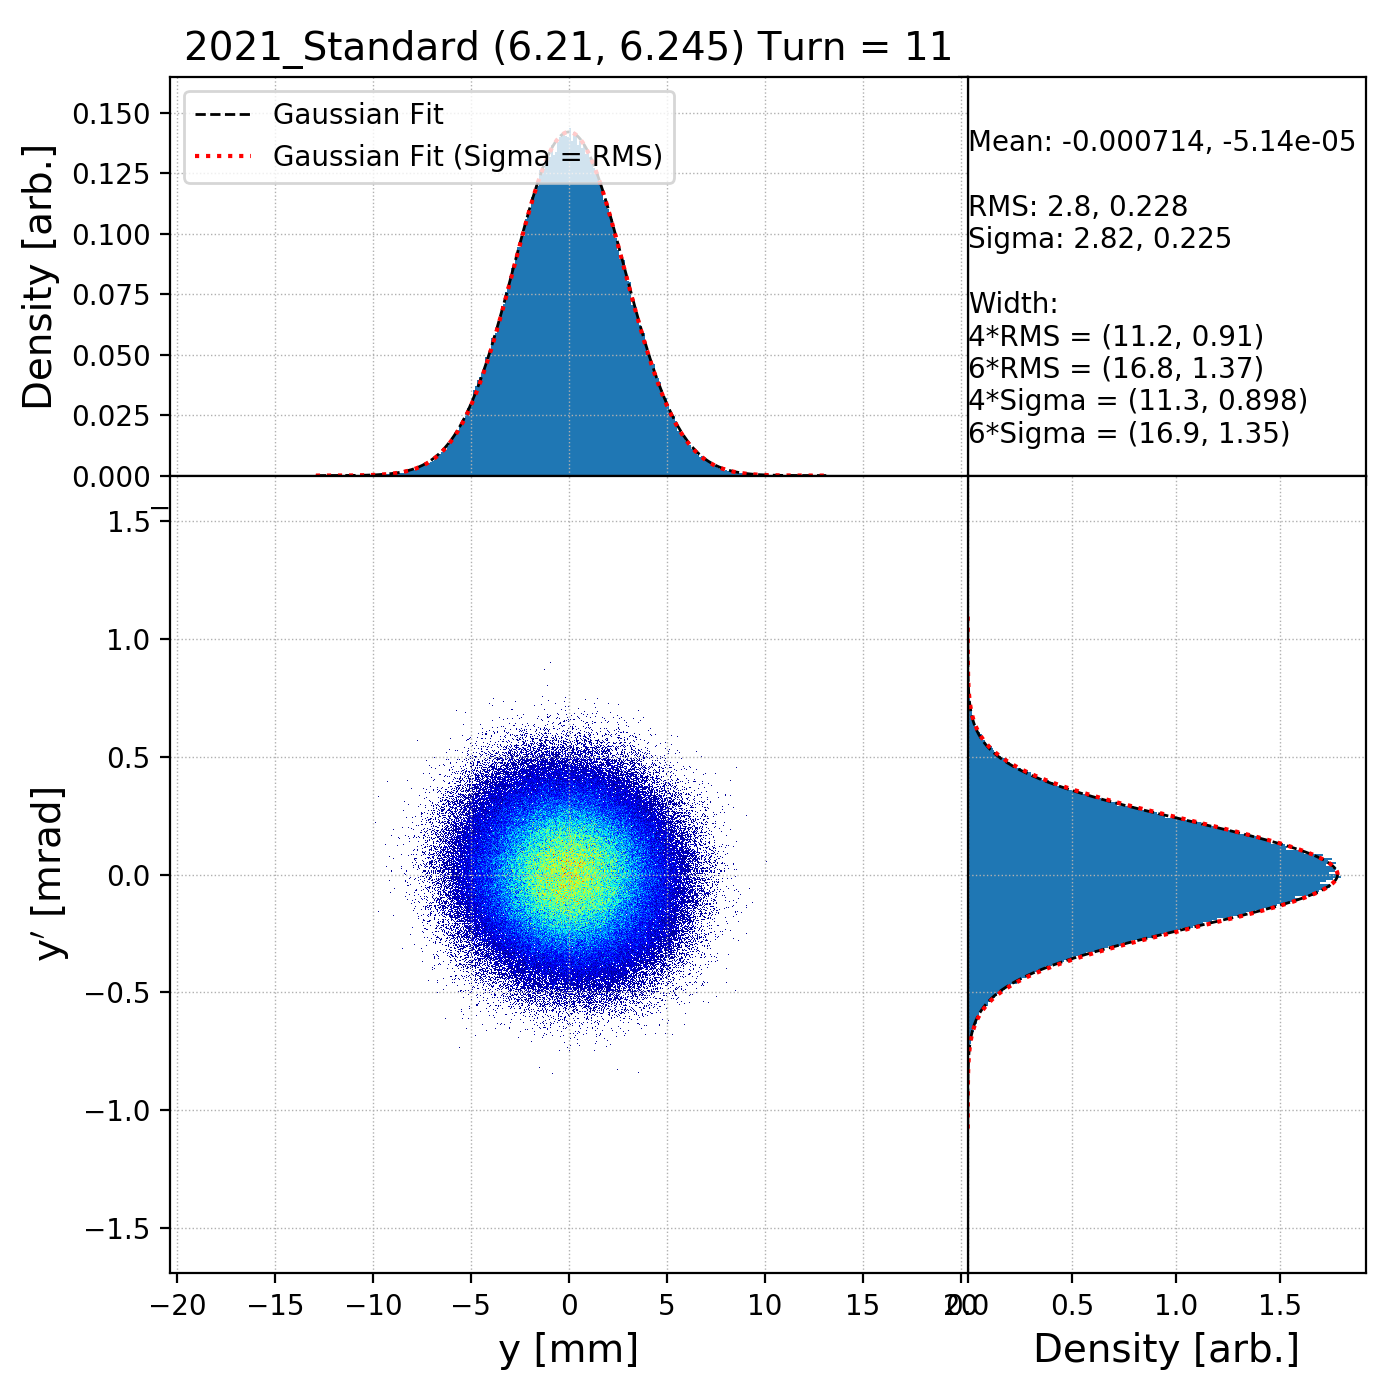 2021_Standard (6.21, 6.245) Turn = 11
Density [arb.]
0.150
0.125
0.100
0.075
0.050
0.025
0.000
Gaussian Fit
Gaussian Fit (Sigma = RMS)
Mean: -0.000714, -5.14e-05
RMS: 2.8, 0.228
Sigma: 2.82, 0.225
Width:
4*RMS = (11.2, 0.91)
6*RMS = (16.8, 1.37)
4*Sigma = (11.3, 0.898)
6*Sigma = (16.9, 1.35)
y′ [mrad]
1.5
1.0
0.5
0.0
−0.5
−1.0
−1.5
−20 −15 −10 −5 0 5 10 15 20
y [mm]
0.0 0.5 1.0 1.5
Density [arb.]